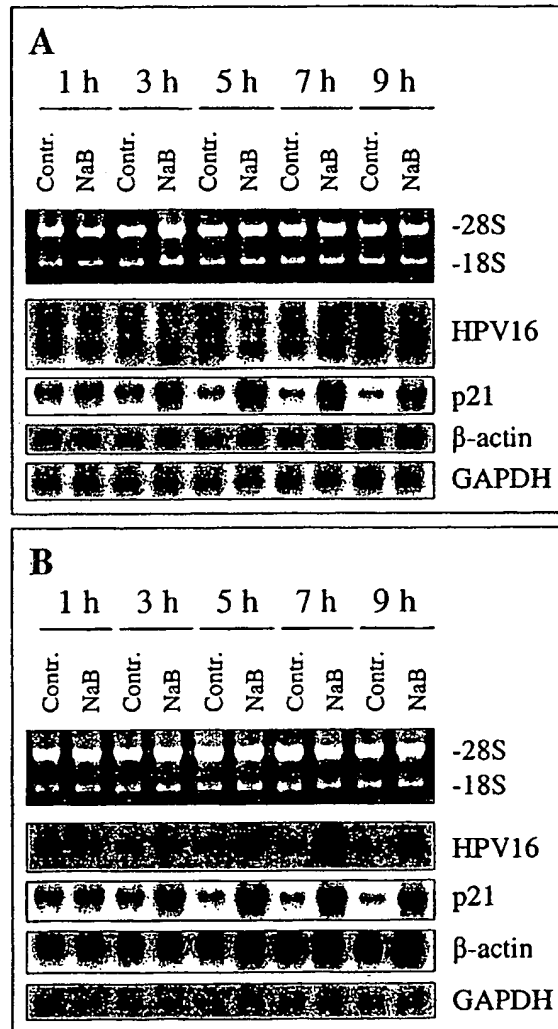 A
1 h 3 h 5 h 7 h 9 h
Contr. NaB Contr. NaB Contr. NaB Contr. NaB Contr. NaB
-28S
-18S
HPV16
p21
β-actin
GAPDH
B
1 h 3 h 5 h 7 h 9 h
Contr. NaB Contr. NaB Contr. NaB Contr. NaB Contr. NaB
-28S
-18S
HPV16
p21
β-actin
GAPDH